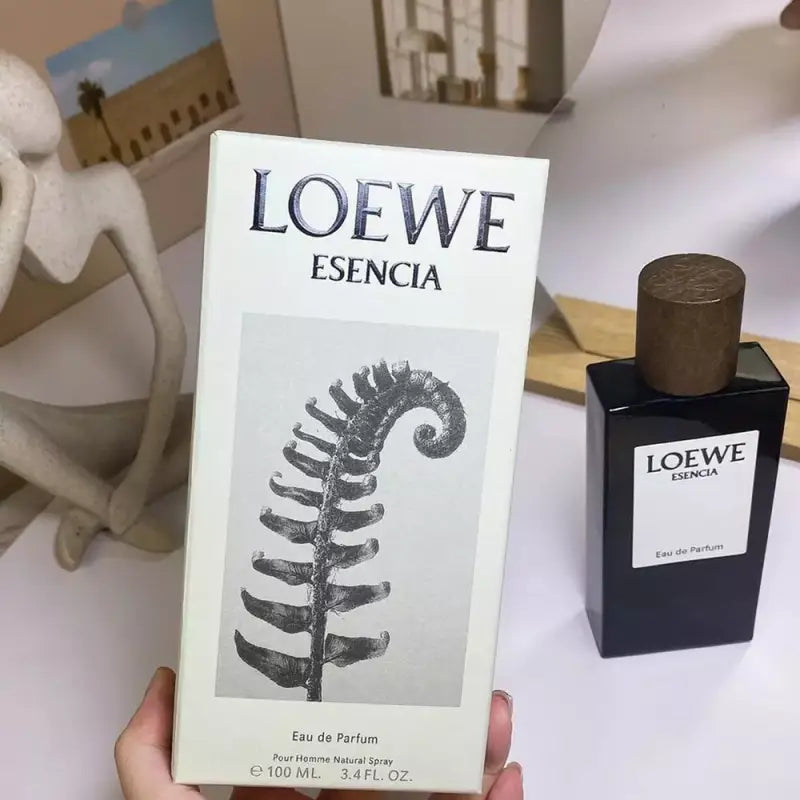 LOEWE
ESENCIA
Eau de Parfum
Pour Homme Natural Spray
℮ 100 ML. 3.4 FL. OZ.
LOEWE
ESENCIA
Eau de Parfum